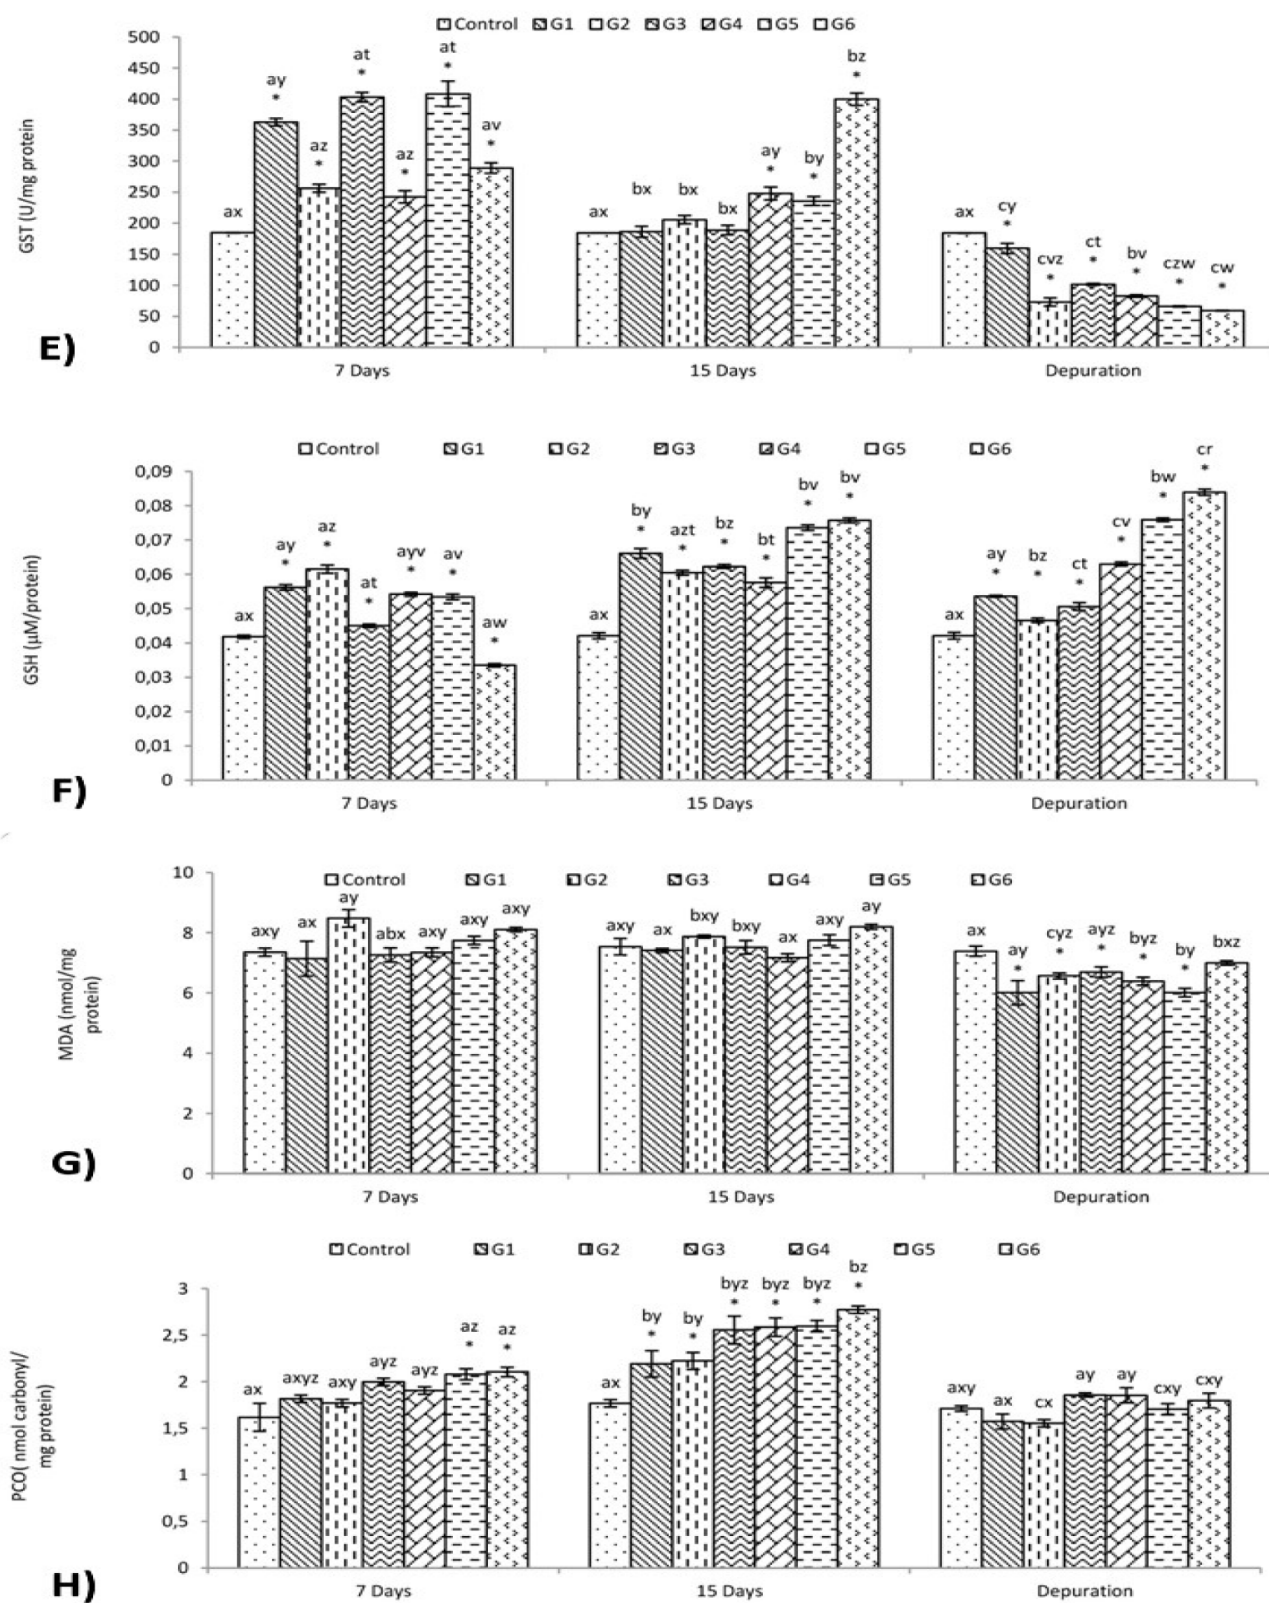 Control G1 G2 G3 G4 G5 G6
500
450
400
350
300
250
200
150
100
50
0
GST (U/mg protein
ax ay* az* at* az* at* av*
ax bx bx bx ay* by* bz*
ax cy* cvz* ct* bv* czw* cw*
7 Days 15 Days Depuration
E)
Control G1 G2 G3 G4 G5 G6
0,09
0,08
0,07
0,06
0,05
0,04
0,03
0,02
0,01
0
GSH (µM/protein)
ax ay* az* at* ayv* av* aw*
ax by* azt* bz* bt* bv* bv*
ax ay* bz* ct* cv* bw* cr*
7 Days 15 Days Depuration
F)
Control G1 G2 G3 G4 G5 G6
10
8
6
4
2
0
MDA (nmol/mg
protein)
axy ax ay abx axy axy axy
axy ax bxy bxy ax axy ay
ax ay* cyz* ayz* byz* by* bxz
7 Days 15 Days Depuration
G)
Control G1 G2 G3 G4 G5 G6
3
2,5
2
1,5
1
0,5
0
PCO( nmol carbonyl/
mg protein)
ax axyz axy ayz ayz az* az*
ax by* by* byz* byz* byz* bz*
axy ax cx ay ay cxy cxy
7 Days 15 Days Depuration
H)